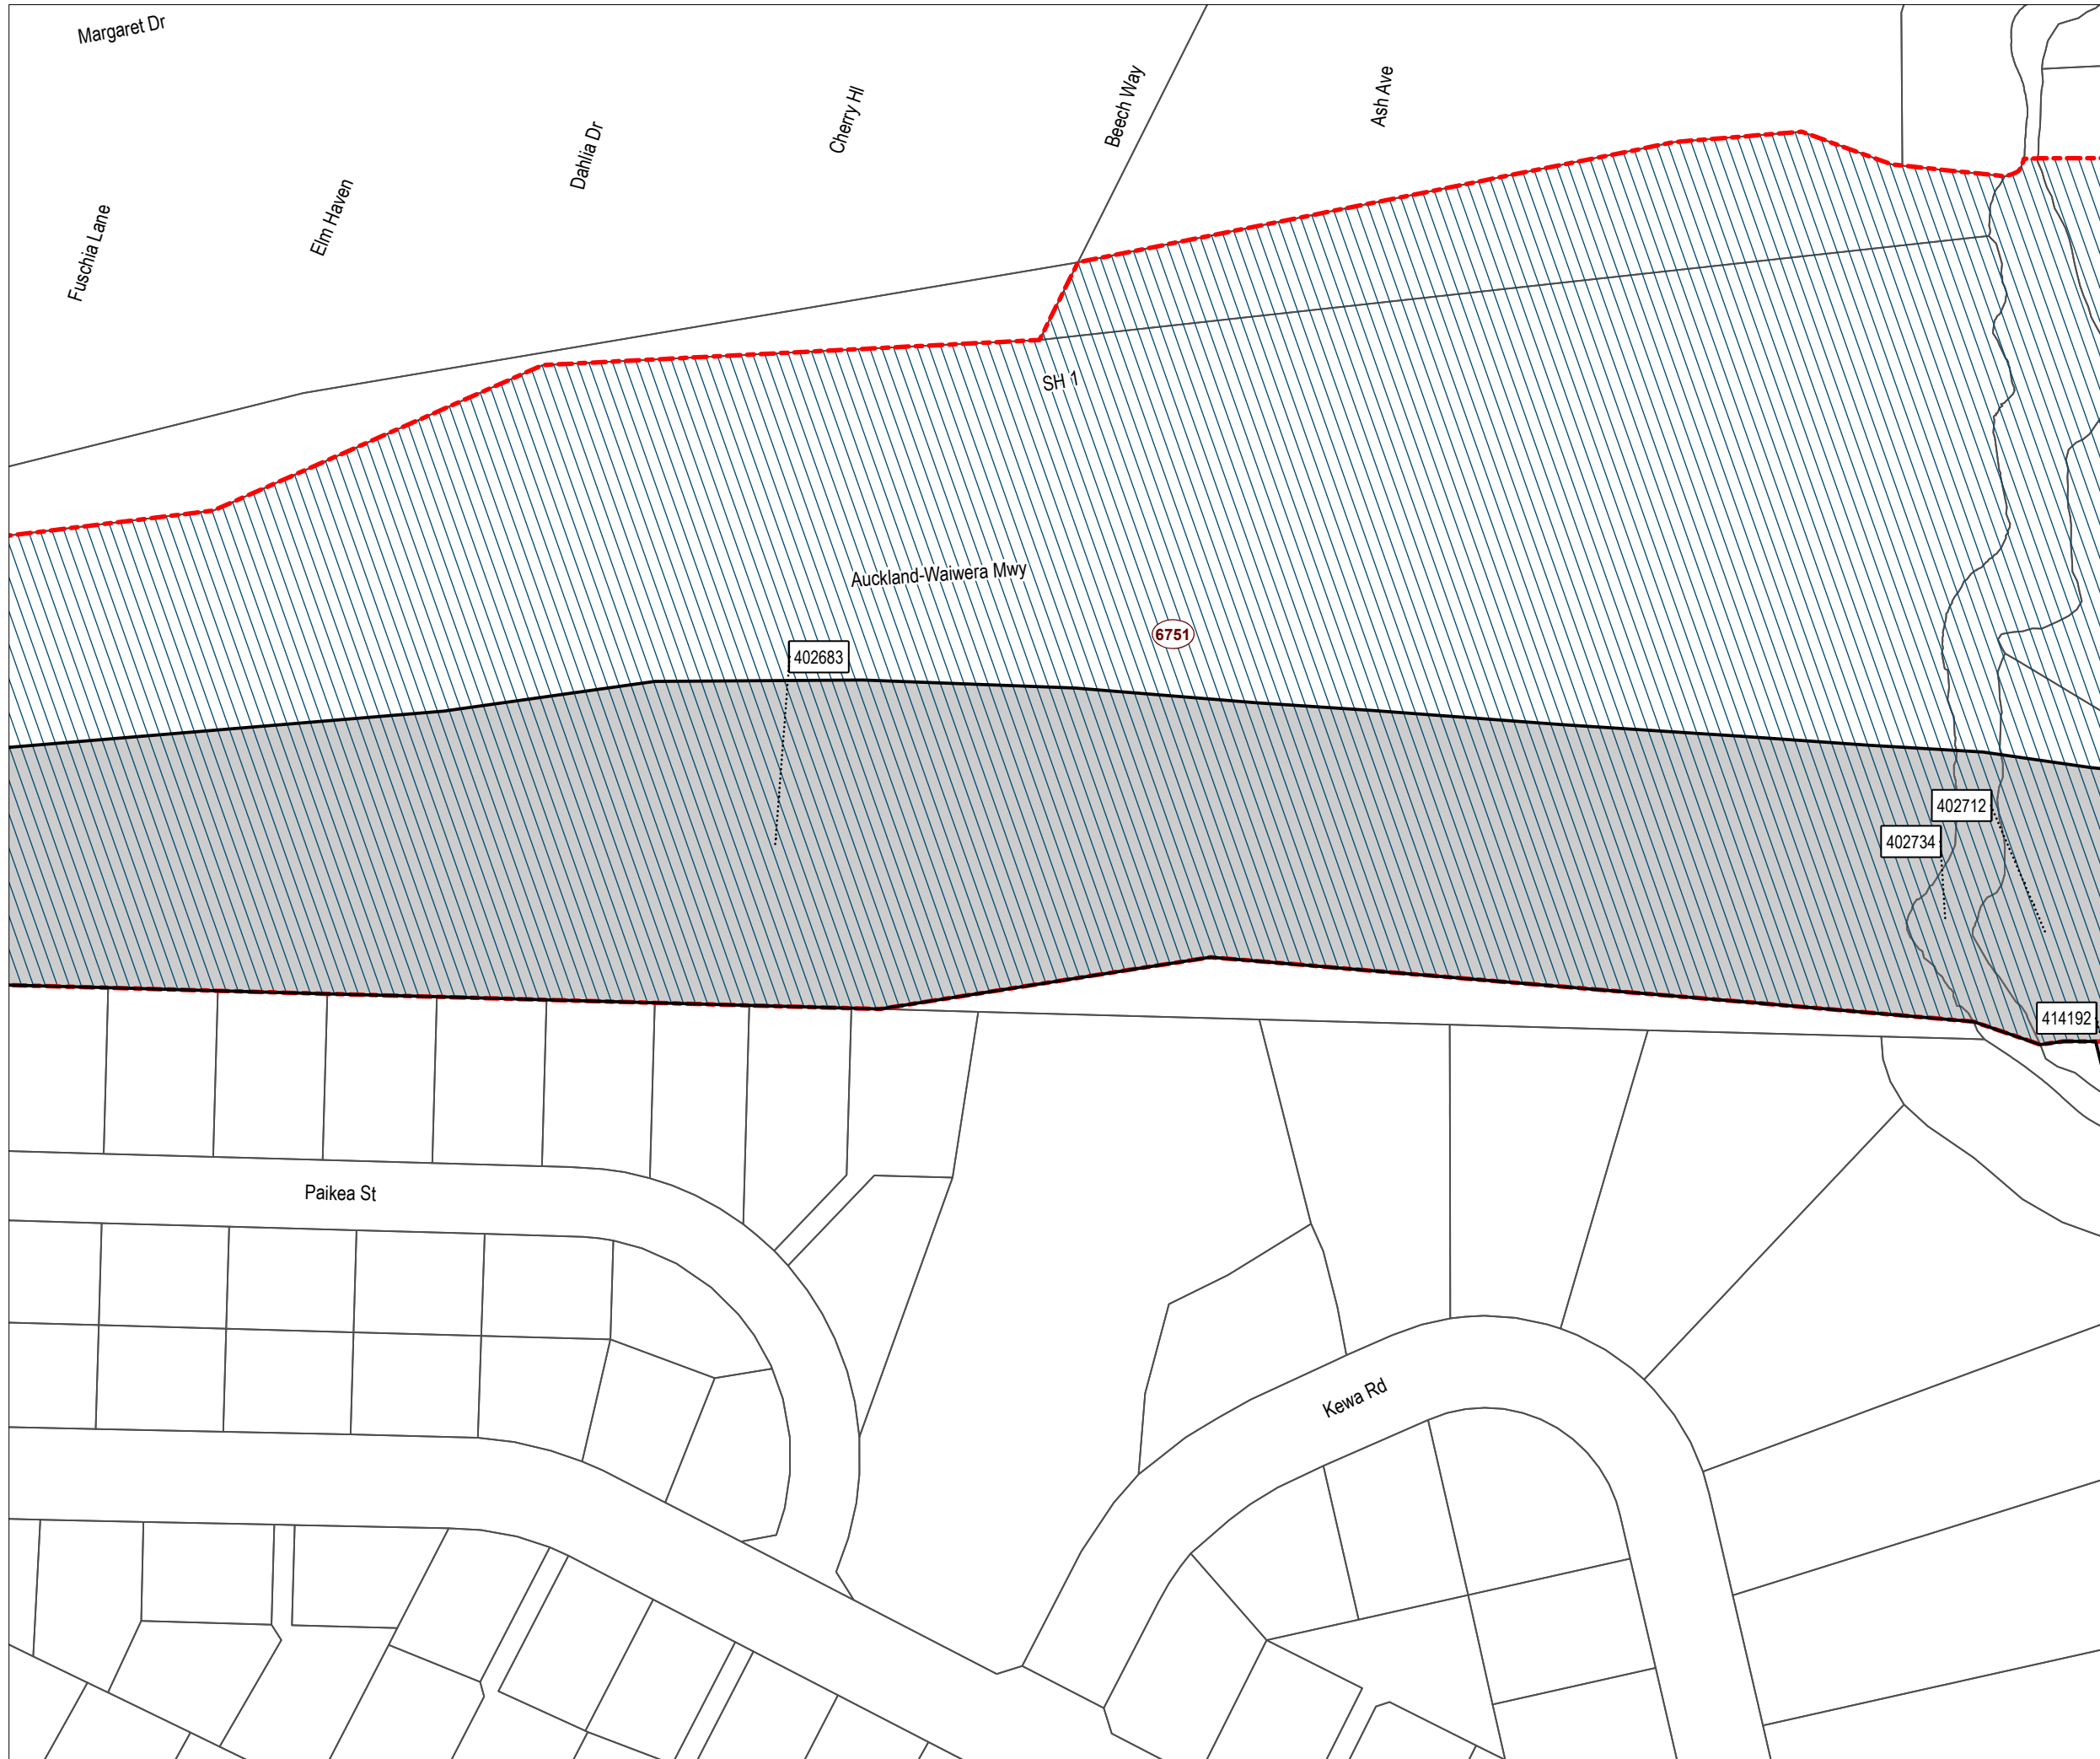 Margaret Dr
Fuschia Lane
Elm Haven
Dahlia Dr
Cherry Hl
Beech Way
Ash Ave
SH 1
Auckland-Waiwera Mwy
6751
402683
402712
402734
414192
Paikea St
Kewa Rd